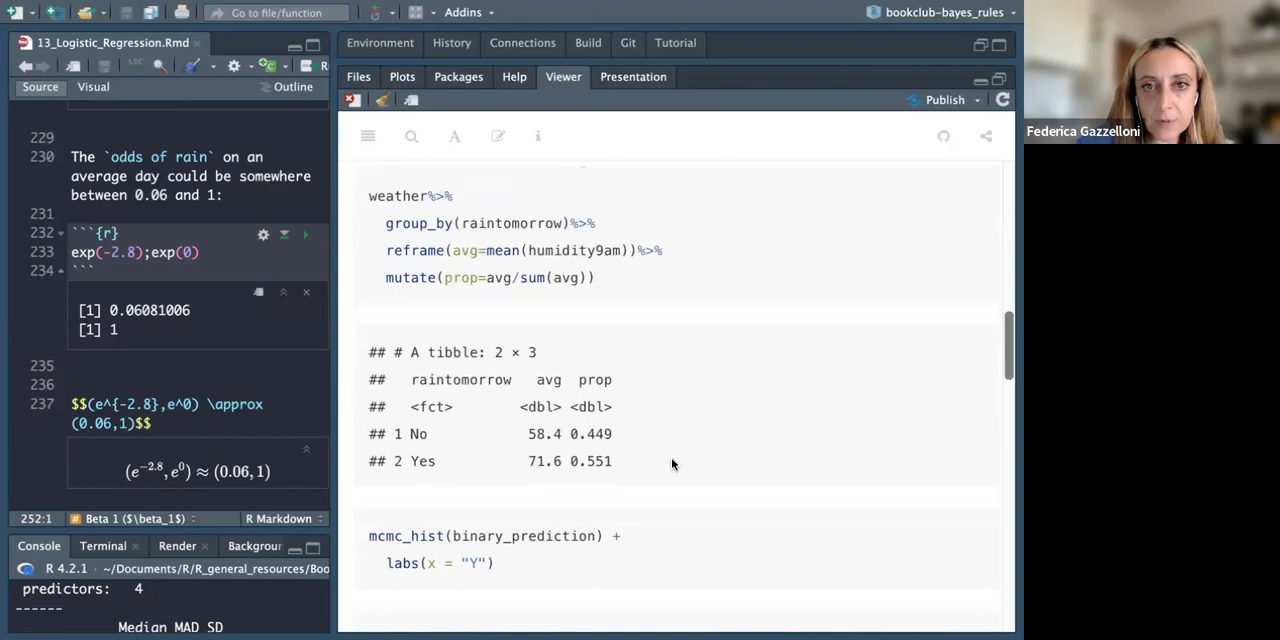 Go to file/function
Addins
bookclub-bayes_rules
13_Logistic_Regression.Rmd
Source Visual
Outline
229
230 The `odds of rain` on an
average day could be somewhere
between 0.06 and 1:
231
232 ```{r}
233 exp(-2.8);exp(0)
234 ```
[1] 0.06081006
[1] 1
235
236
237 $$(e^{-2.8},e^0) \approx
(0.06,1)$$
(e−2.8, e0) ≈ (0.06, 1)
252:1 # Beta 1 ($\beta_1$) R Markdown
Console Terminal Render Backgroun
R 4.2.1 · ~/Documents/R/R_general_resources/Boo
predictors: 4
------
Median MAD SD
Environment History Connections Build Git Tutorial
Files Plots Packages Help Viewer Presentation
Publish
weather%>%
group_by(raintomorrow)%>%
reframe(avg=mean(humidity9am))%>%
mutate(prop=avg/sum(avg))
## # A tibble: 2 × 3
## raintomorrow avg prop
## <fct> <dbl> <dbl>
## 1 No 58.4 0.449
## 2 Yes 71.6 0.551
mcmc_hist(binary_prediction) +
labs(x = "Y")
Federica Gazzelloni